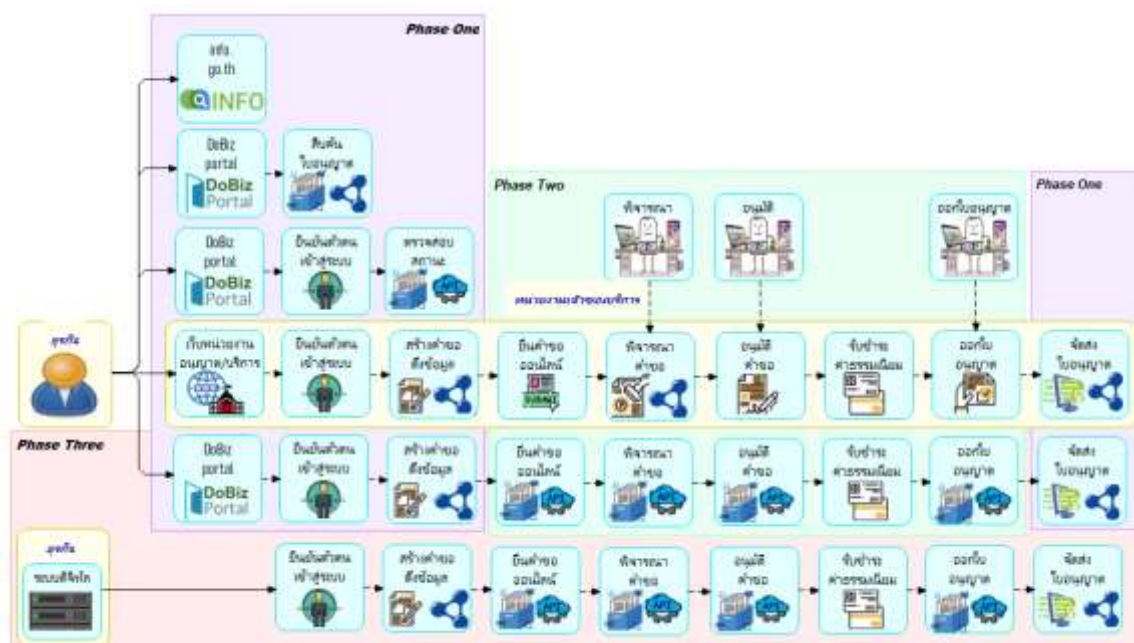 Phase One
info.
go.th
INFO
DoBiz
portal
DoBiz
Portal
สืบค้น
ใบอนุญาต
Phase Two
Phase One
พิจารณา
อนุมัติ
ออกใบอนุญาต
DoBiz
portal
DoBiz
Portal
ยืนยันตัวตน
เข้าสู่ระบบ
ตรวจสอบ
สถานะ
API
หน่วยงานเจ้าของบริการ
เว็บหน่วยงาน
อนุญาต/บริการ
ยืนยันตัวตน
เข้าสู่ระบบ
สร้างคำขอ
ดึงข้อมูล
ยื่นคำขอ
ออนไลน์
SUBMIT
พิจารณา
คำขอ
อนุมัติ
คำขอ
รับชำระ
ค่าธรรมเนียม
ออกใบ
อนุญาต
จัดส่ง
ใบอนุญาต
Phase Three
DoBiz
portal
DoBiz
Portal
ยืนยันตัวตน
เข้าสู่ระบบ
สร้างคำขอ
ดึงข้อมูล
ยื่นคำขอ
ออนไลน์
API
พิจารณา
คำขอ
API
อนุมัติ
คำขอ
API
รับชำระ
ค่าธรรมเนียม
ออกใบ
อนุญาต
API
จัดส่ง
ใบอนุญาต
ระบบดิจิทัล
ยืนยันตัวตน
เข้าสู่ระบบ
สร้างคำขอ
ดึงข้อมูล
ยื่นคำขอ
ออนไลน์
API
พิจารณา
คำขอ
API
อนุมัติ
คำขอ
API
รับชำระ
ค่าธรรมเนียม
ออกใบ
อนุญาต
API
จัดส่ง
ใบอนุญาต